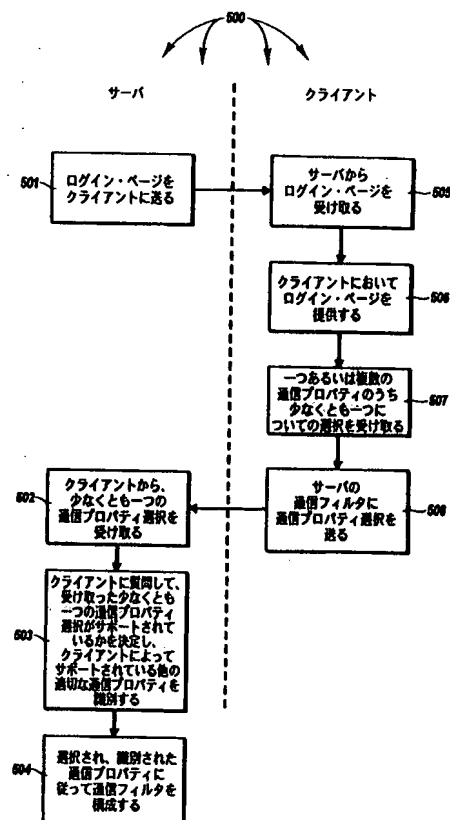 500
サーバ
クライアント
501
ログイン・ページを
クライアントに送る
サーバから
ログイン・ページを
受け取る
505
クライアントにおいて
ログイン・ページを
提供する
506
一つあるいは複数の
通信プロパティのうち
少なくとも一つに
ついての選択を受け取る
507
サーバの
通信フィルタに
通信プロパティ選択を
送る
508
502
クライアントから、
少なくとも一つの
通信プロパティ選択を
受け取る
503
クライアントに質問して、
受け取った少なくとも
一つの通信プロパティ
選択がサポートされて
いるかを決定し、
クライアントによって
サポートされている他の
適切な通信プロパティを
識別する
504
選択され、識別された
通信プロパティに
従って通信フィルタを
構成する